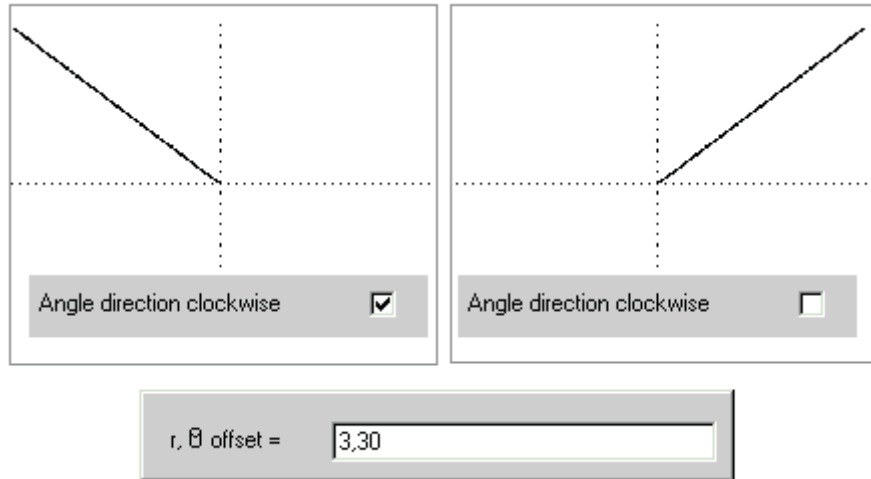 Angle direction clockwise
Angle direction clockwise
r, θ offset = 3,30